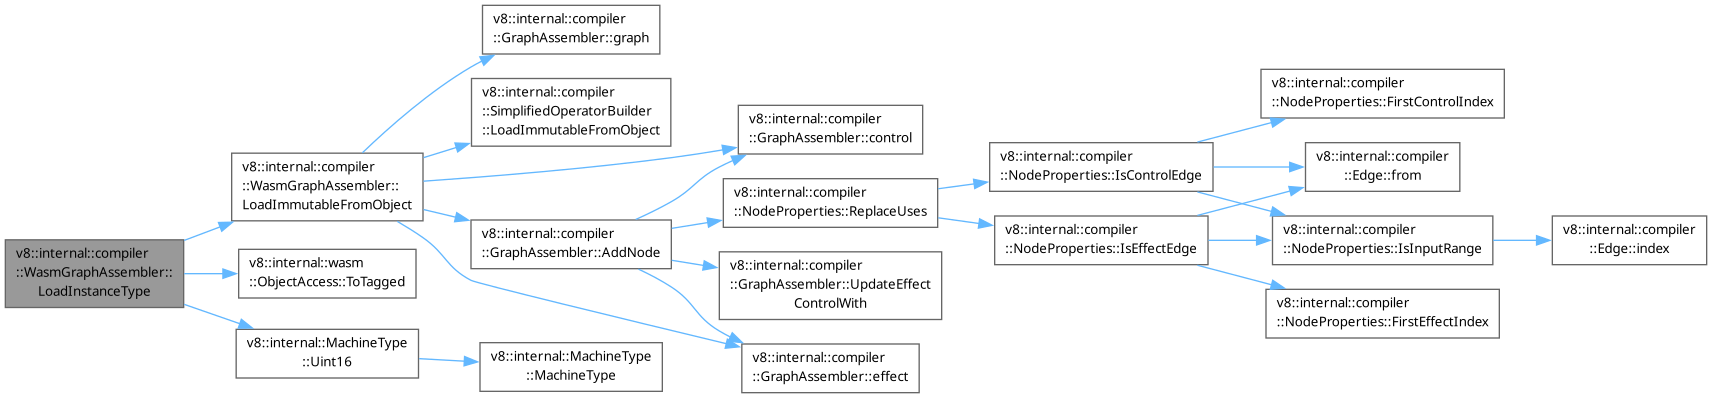 v8::internal::compiler
::WasmGraphAssembler::
LoadInstanceType
v8::internal::compiler
::WasmGraphAssembler::
LoadImmutableFromObject
v8::internal::wasm
::ObjectAccess::ToTagged
v8::internal::MachineType
::Uint16
v8::internal::compiler
::GraphAssembler::graph
v8::internal::compiler
::SimplifiedOperatorBuilder
::LoadImmutableFromObject
v8::internal::compiler
::GraphAssembler::AddNode
v8::internal::MachineType
::MachineType
v8::internal::compiler
::GraphAssembler::control
v8::internal::compiler
::NodeProperties::ReplaceUses
v8::internal::compiler
::GraphAssembler::UpdateEffect
ControlWith
v8::internal::compiler
::GraphAssembler::effect
v8::internal::compiler
::NodeProperties::IsControlEdge
v8::internal::compiler
::NodeProperties::IsEffectEdge
v8::internal::compiler
::NodeProperties::FirstControlIndex
v8::internal::compiler
::Edge::from
v8::internal::compiler
::NodeProperties::IsInputRange
v8::internal::compiler
::NodeProperties::FirstEffectIndex
v8::internal::compiler
::Edge::index